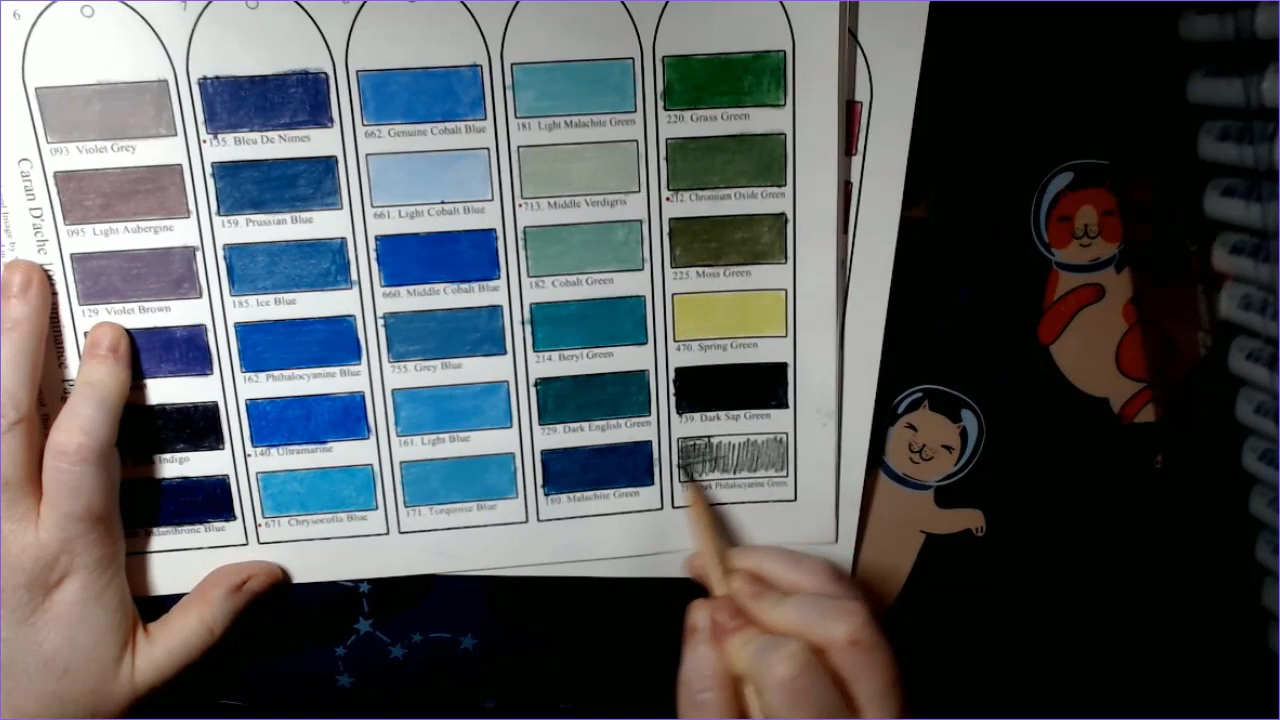 6
7
093 Violet Grey
095 Light Aubergine
129 Violet Brown
Indigo
Blue
135. Bleu De Nimes
159. Prussian Blue
185. Ice Blue
162. Phthalocyanine Blue
140. Ultramarine
671 Chrysocolla Blue
662. Genuine Cobalt Blue
661. Light Cobalt Blue
660. Middle Cobalt Blue
755. Grey Blue
161. Light Blue
171. Turquoise Blue
181 Light Malachite Green
713. Middle Verdigris
182. Cobalt Green
214. Beryl Green
729. Dark English Green
180. Malachite Green
220. Grass Green
212. Chromium Oxide Green
225. Moss Green
470. Spring Green
739. Dark Sap Green
Dark Phthalocyanine Green
Caran D'ache